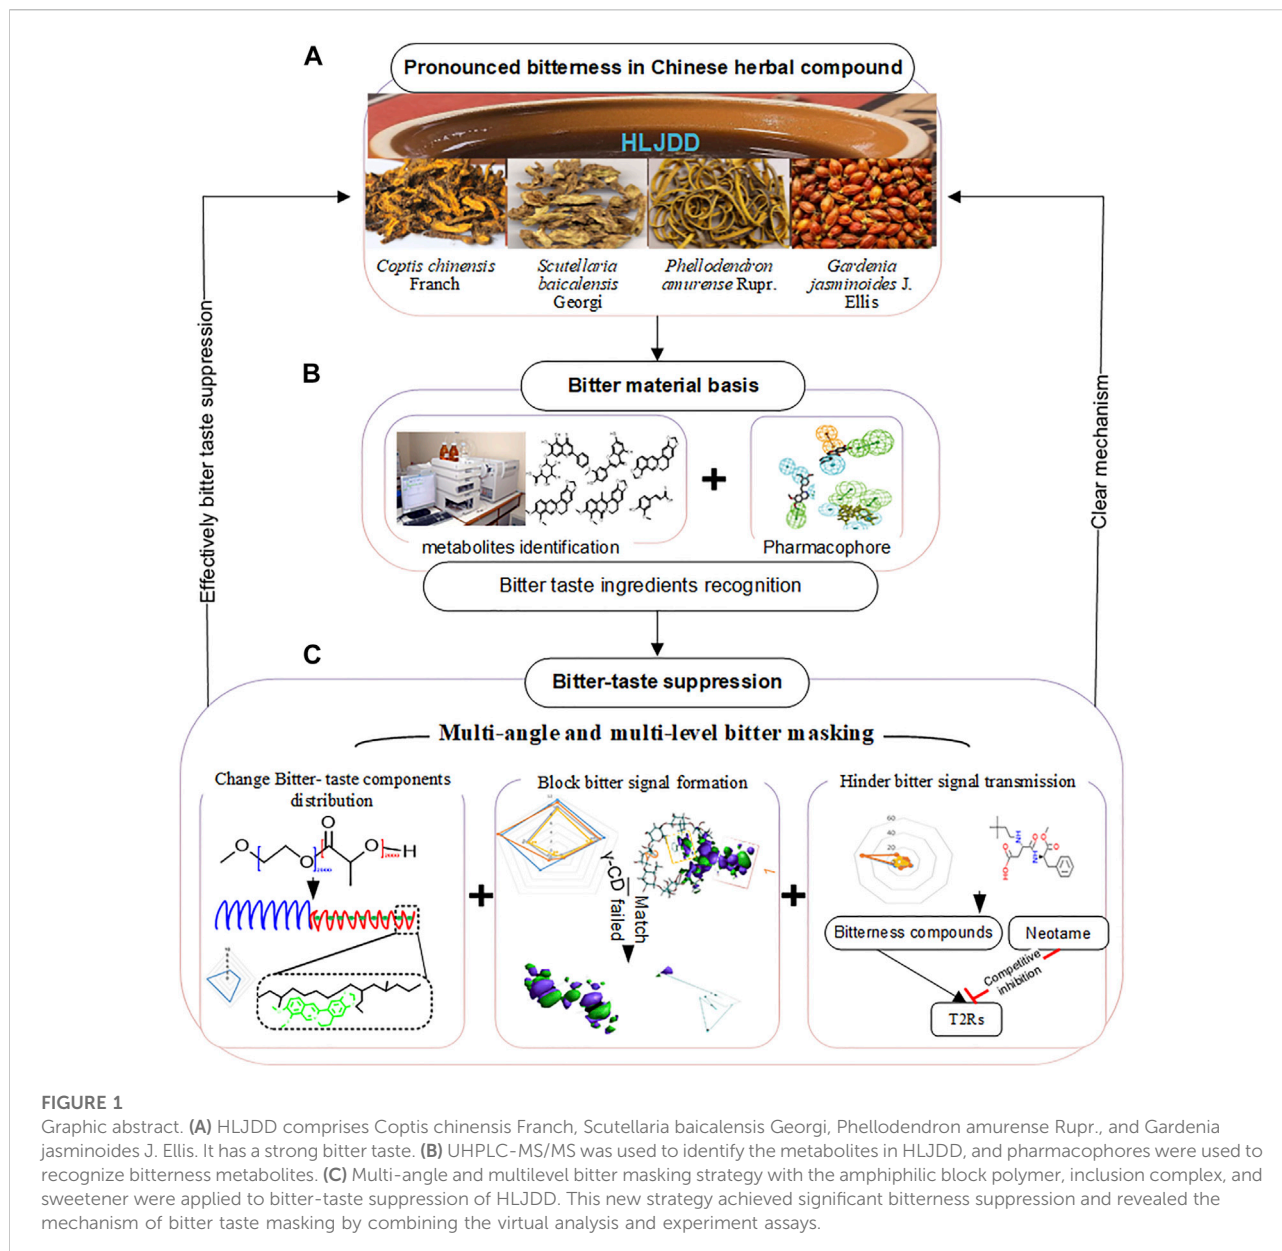 A
Pronounced bitterness in Chinese herbal compound
HLJDD
Coptis chinensis
Franch
Scutellaria
baicalensis
Georgi
Phellodendron
amurense Rupr.
Gardenia
jasminoides J.
Ellis
Effectively bitter taste suppression
Clear mechanism
B
Bitter material basis
+
metabolites identification
Pharmacophore
Bitter taste ingredients recognition
C
Bitter-taste suppression
Multi-angle and multi-level bitter masking
Change Bitter- taste components
distribution
Block bitter signal formation
γ-CD failed
Match
Hinder bitter signal transmission
60
40
20
Bitterness compounds
Neotame
Competitive
inhibition
T2Rs
FIGURE 1
Graphic abstract. (A) HLJDD comprises Coptis chinensis Franch, Scutellaria baicalensis Georgi, Phellodendron amurense Rupr., and Gardenia
jasminoides J. Ellis. It has a strong bitter taste. (B) UHPLC-MS/MS was used to identify the metabolites in HLJDD, and pharmacophores were used to
recognize bitterness metabolites. (C) Multi-angle and multilevel bitter masking strategy with the amphiphilic block polymer, inclusion complex, and
sweetener were applied to bitter-taste suppression of HLJDD. This new strategy achieved significant bitterness suppression and revealed the
mechanism of bitter taste masking by combining the virtual analysis and experiment assays.